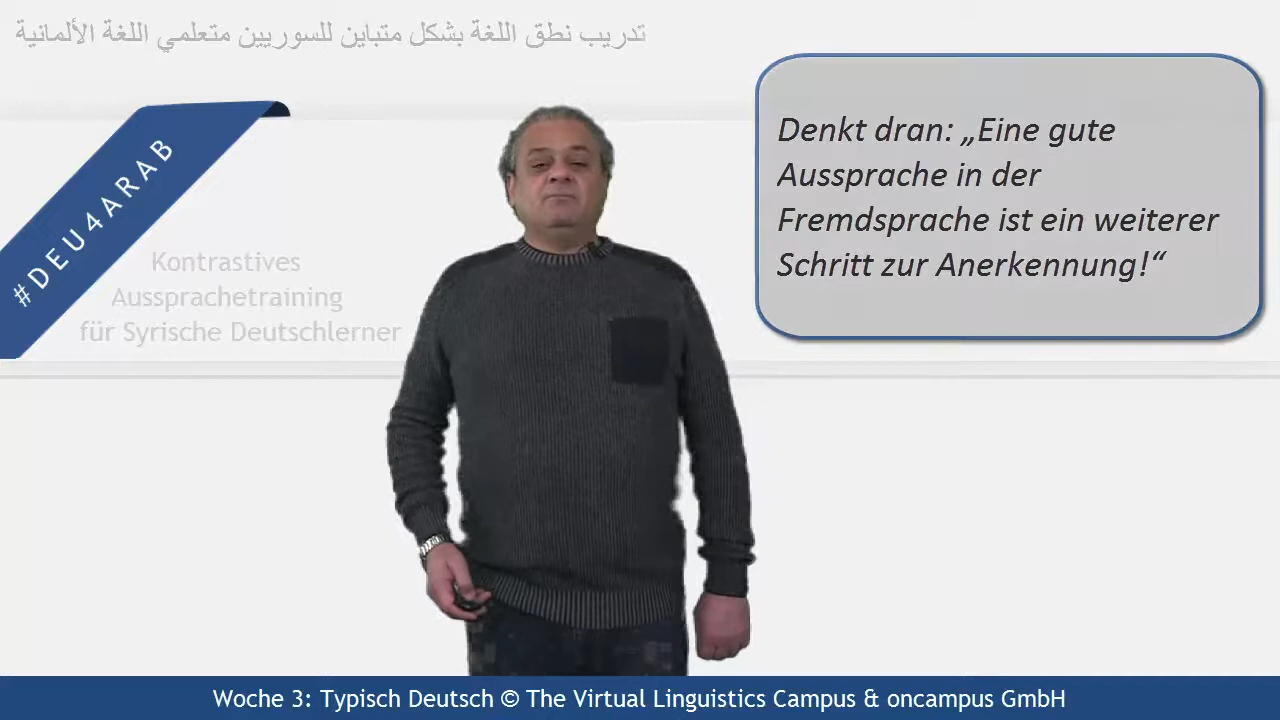 تدريب نطق اللغة بشكل متباين للسوريين متعلمي اللغة الألمانية
#DEU4ARAB
Kontrastives
Aussprachetraining
für Syrische Deutschlerner
Denkt dran: „Eine gute
Aussprache in der
Fremdsprache ist ein weiterer
Schritt zur Anerkennung!“
Woche 3: Typisch Deutsch © The Virtual Linguistics Campus & oncampus GmbH